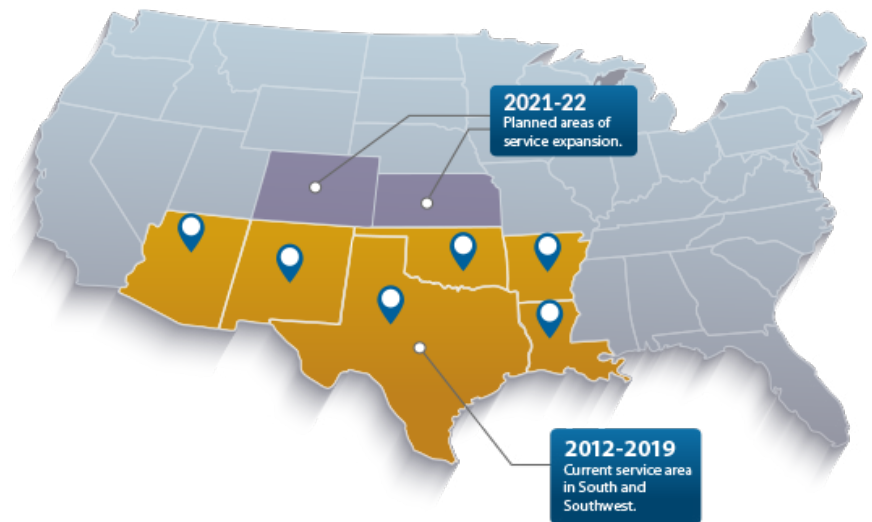 2021-22
Planned areas of
service expansion.
2012-2019
Current service area
in South and
Southwest.